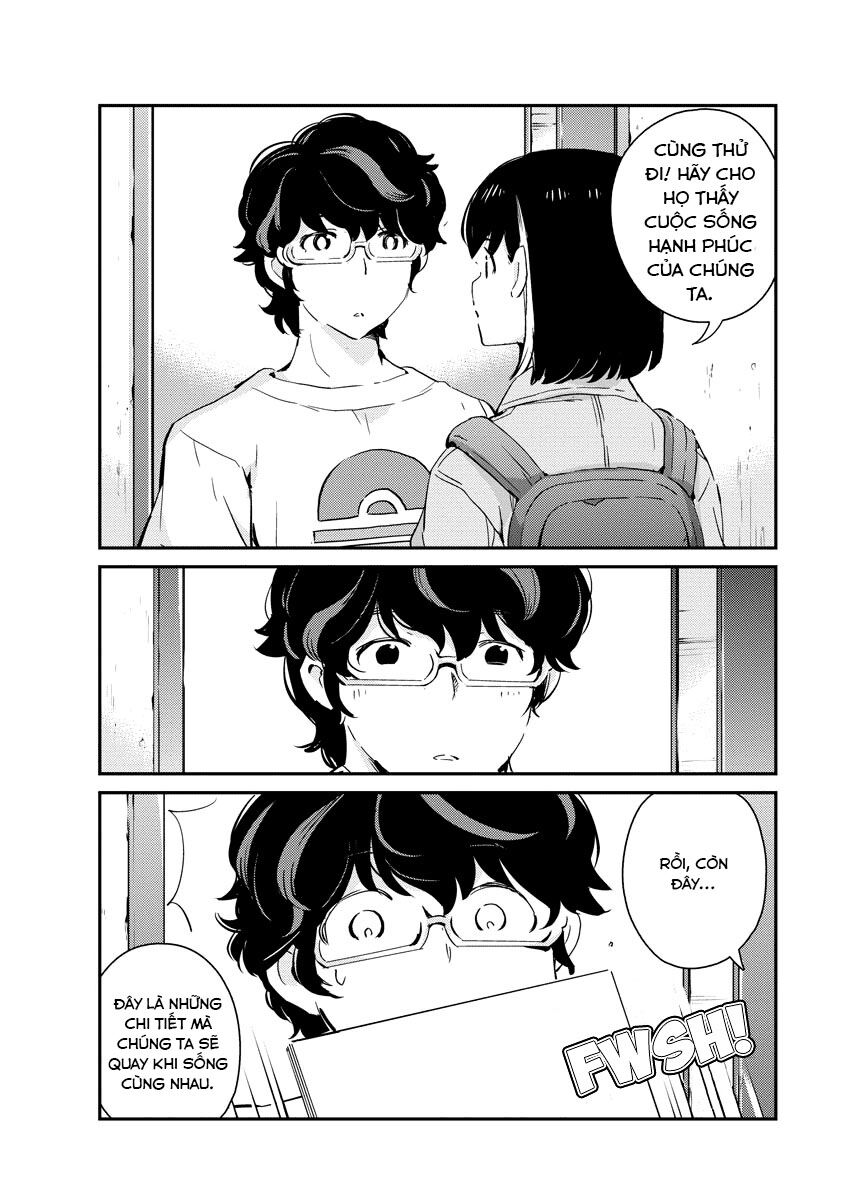 CÙNG THỬ
ĐI! HÃY CHO
HỌ THẤY
CUỘC SỐNG
HẠNH PHÚC
CỦA CHÚNG
TA.
RỒI, CÒN
ĐÂY...
FWSH!
ĐÂY LÀ NHỮNG
CHI TIẾT MÀ
CHÚNG TA SẼ
QUAY KHI SỐNG
CÙNG NHAU.